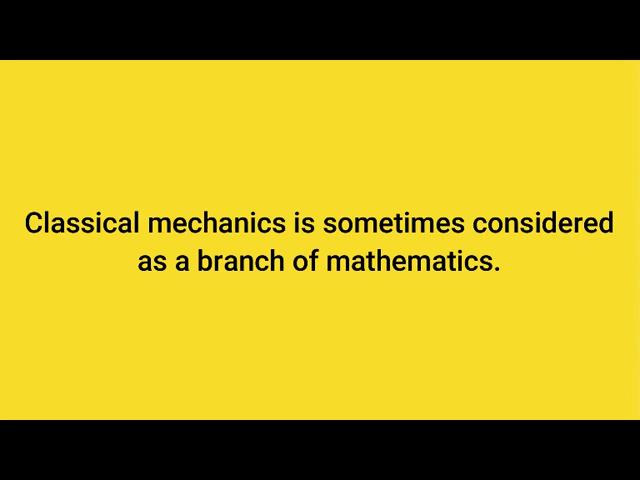 Classical mechanics is sometimes considered
as a branch of mathematics.